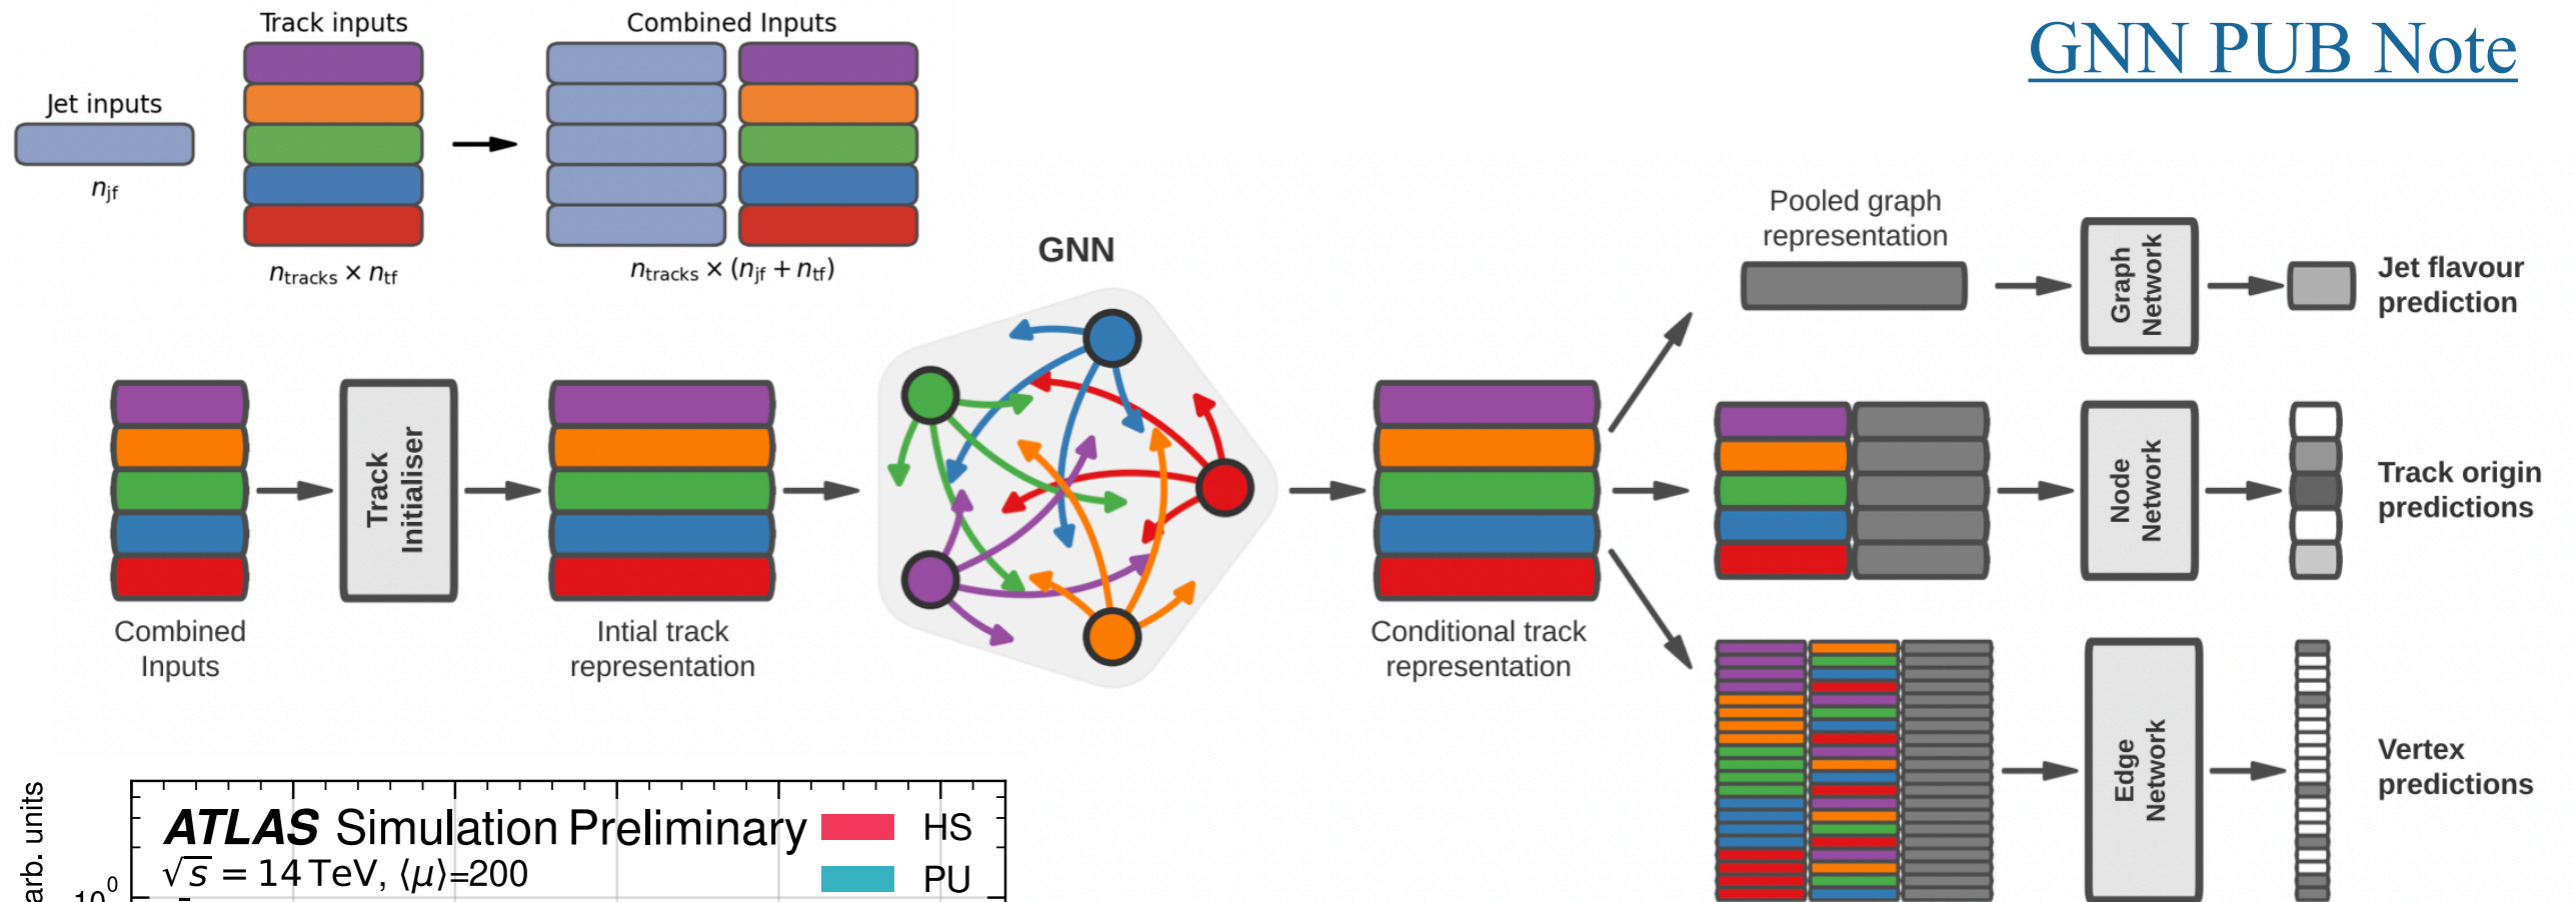 GNN PUB Note
Track inputs
Combined Inputs
Jet inputs
n_jf
n_tracks × n_tf
n_tracks × (n_jf + n_tf)
GNN
Pooled graph
representation
Graph
Network
Jet flavour
prediction
Track
Initialiser
Node
Network
Track origin
predictions
Combined
Inputs
Intial track
representation
Conditional track
representation
Edge
Network
Vertex
predictions
arb. units
ATLAS Simulation Preliminary
HS
√s = 14 TeV, ⟨μ⟩=200
PU
10⁰